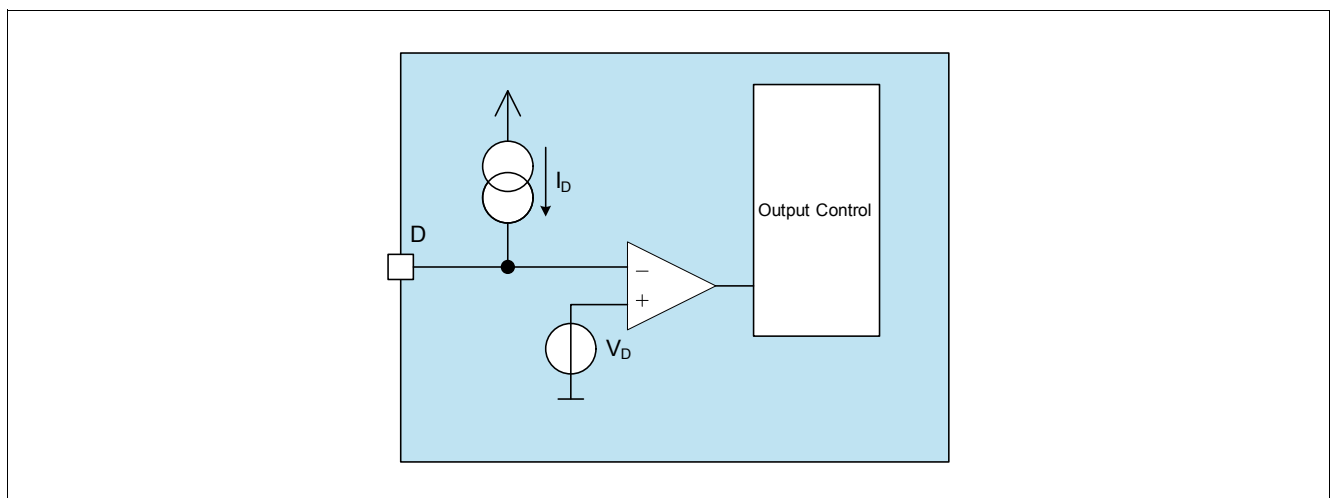 I_D
D
Output Control
−
+
V_D